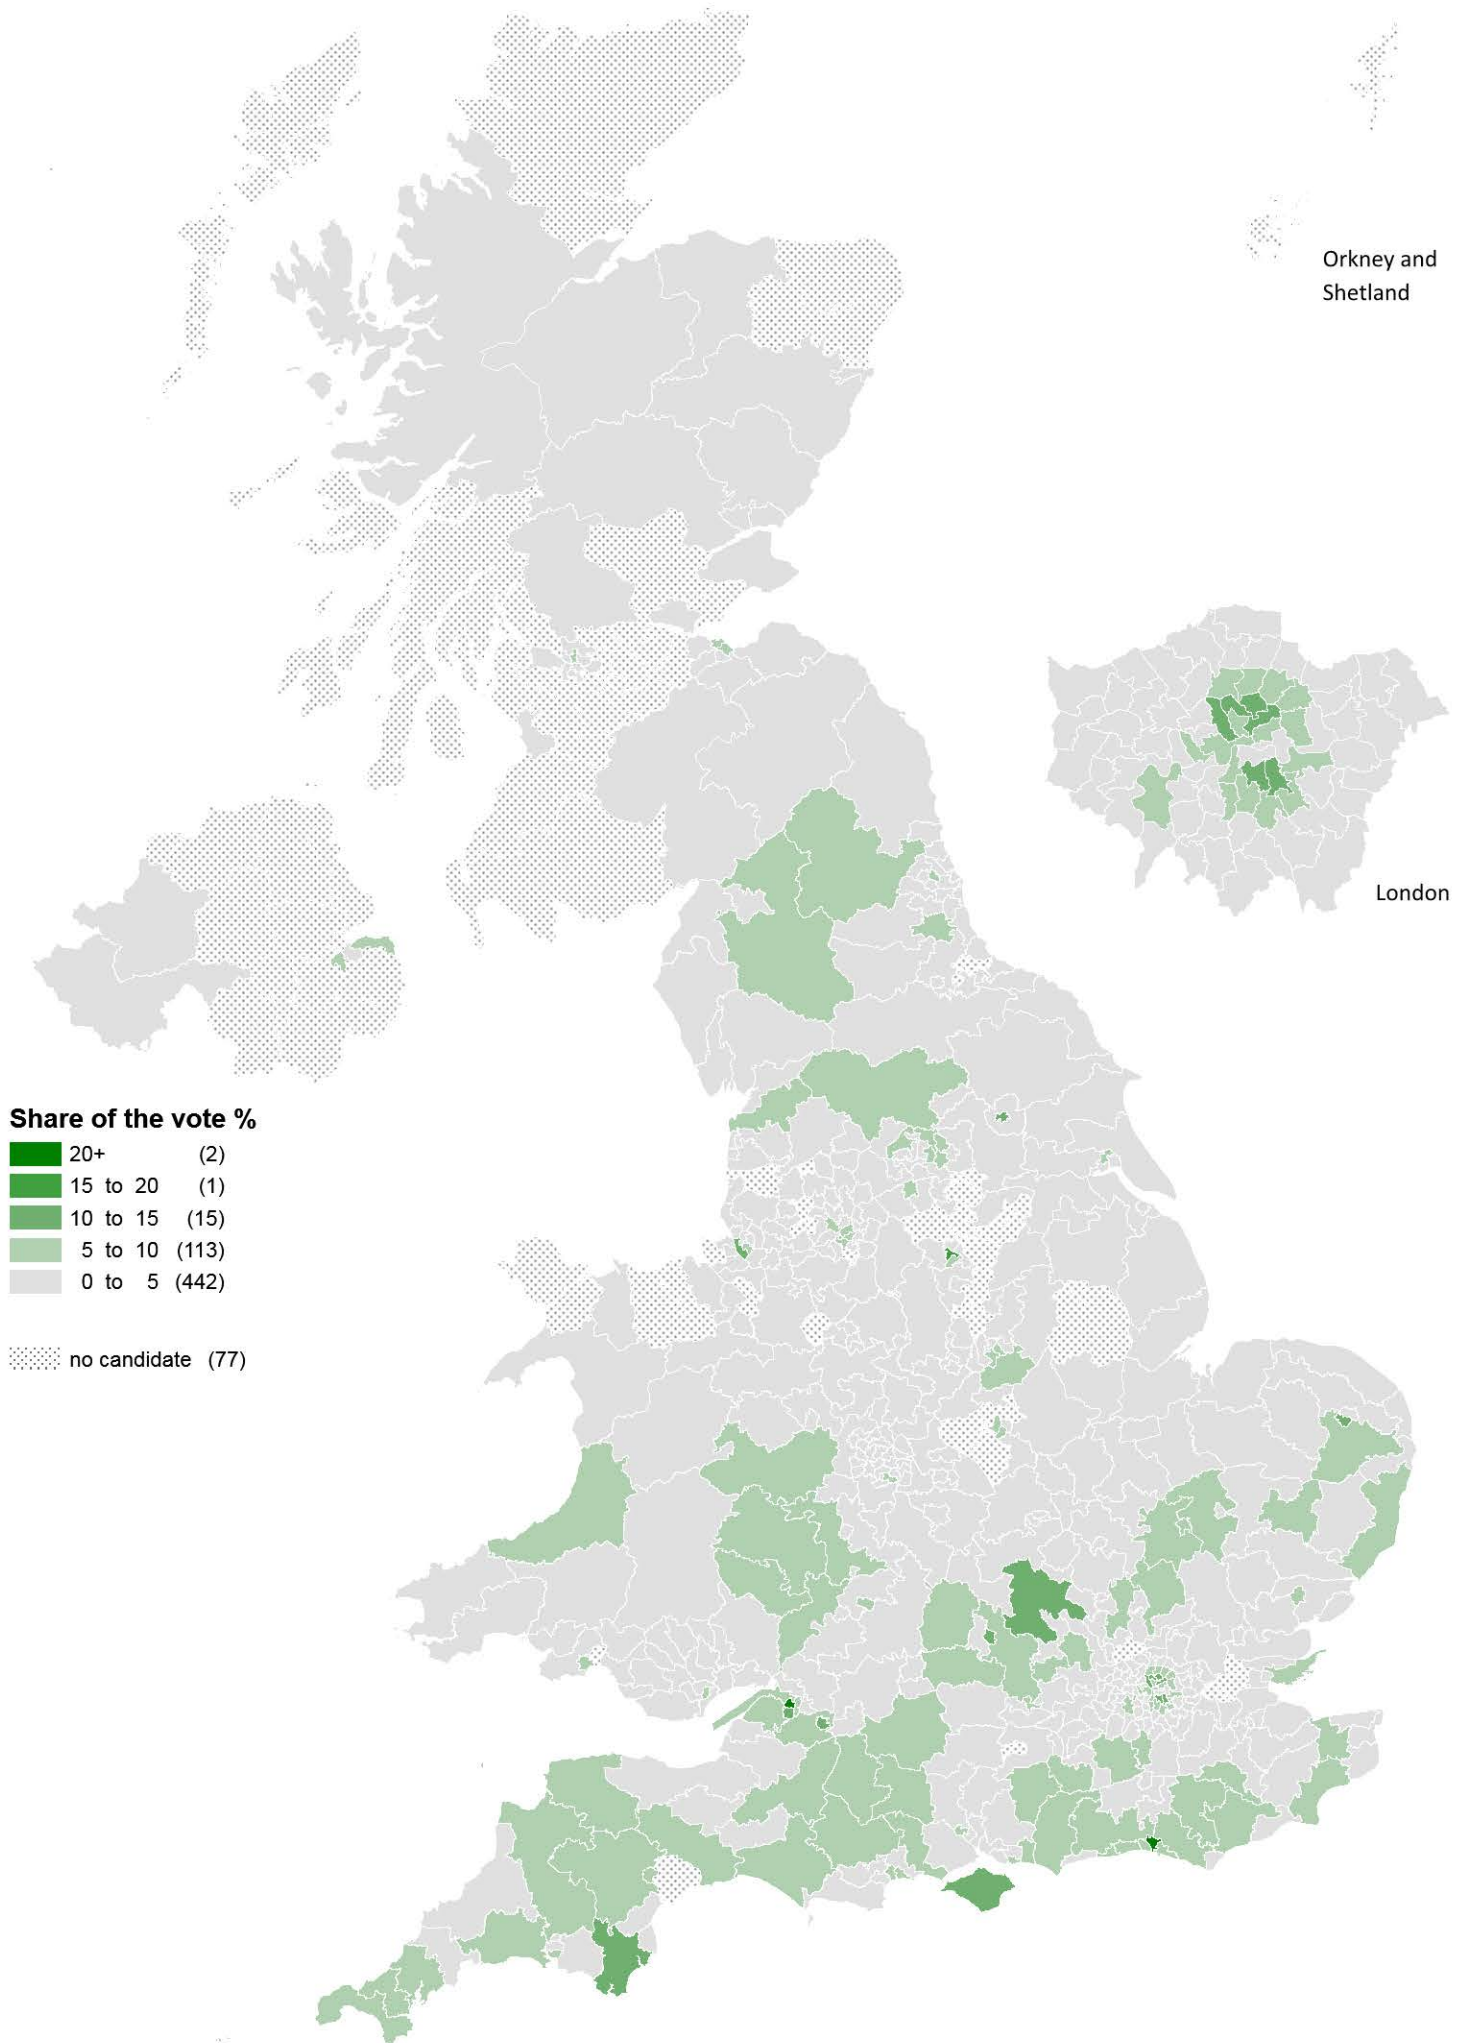 Orkney and
Shetland
London
Share of the vote %
20+ (2)
15 to 20 (1)
10 to 15 (15)
5 to 10 (113)
0 to 5 (442)
no candidate (77)